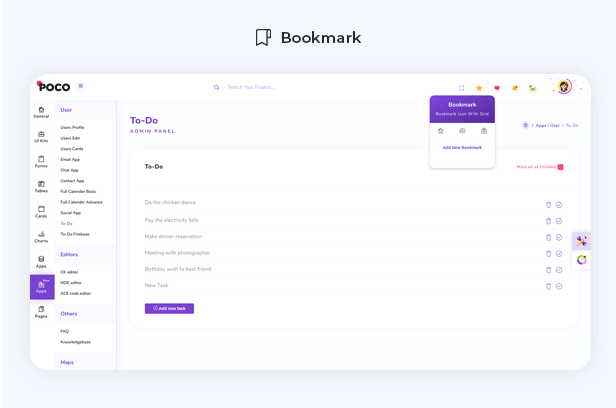 Bookmark
POCO
Search Your Product...
General
UI Kits
Forms
Tables
Cards
Charts
Apps
New
Apps
Pages
User
Users Profile
Users Edit
Users Cards
Email App
Chat App
Contact App
Full Calender Basic
Full Calender Advance
Social App
To-Do
To-Do Firebase
Editors
CK editor
MDE editor
ACE code editor
Others
FAQ
Knowledgebase
Maps
To-Do
ADMIN PANEL
/ Apps / User / To-Do
Bookmark
Bookmark Icon With Grid
Add New Bookmark
To-Do
Mark all as finished
Do the chicken dance
Pay the electricity bills
Make dinner reservation
Meeting with photographer
Birthday wish to best friend
New Task
Add new task